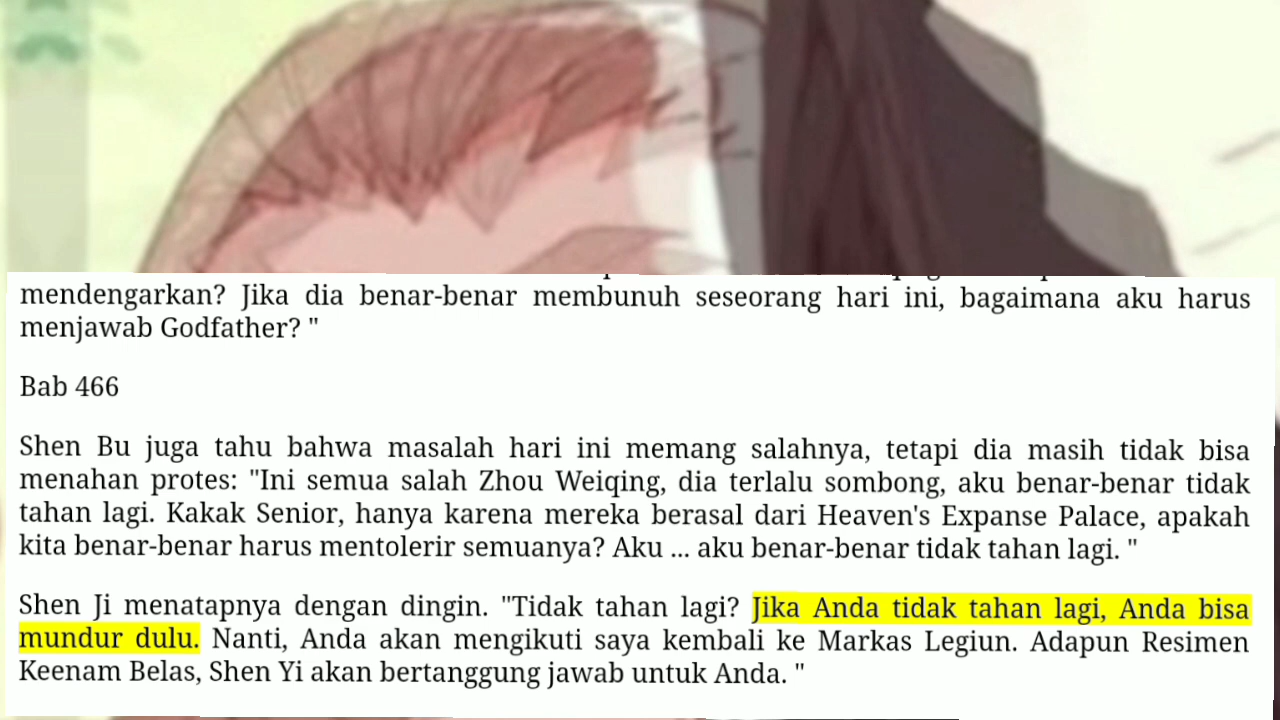 mendengarkan? Jika dia benar-benar membunuh seseorang hari ini, bagaimana aku harus
menjawab Godfather? "
Bab 466
Shen Bu juga tahu bahwa masalah hari ini memang salahnya, tetapi dia masih tidak bisa
menahan protes: "Ini semua salah Zhou Weiqing, dia terlalu sombong, aku benar-benar tidak
tahan lagi. Kakak Senior, hanya karena mereka berasal dari Heaven's Expanse Palace, apakah
kita benar-benar harus mentolerir semuanya? Aku ... aku benar-benar tidak tahan lagi. "
Shen Ji menatapnya dengan dingin. "Tidak tahan lagi? Jika Anda tidak tahan lagi, Anda bisa
mundur dulu. Nanti, Anda akan mengikuti saya kembali ke Markas Legiun. Adapun Resimen
Keenam Belas, Shen Yi akan bertanggung jawab untuk Anda. "